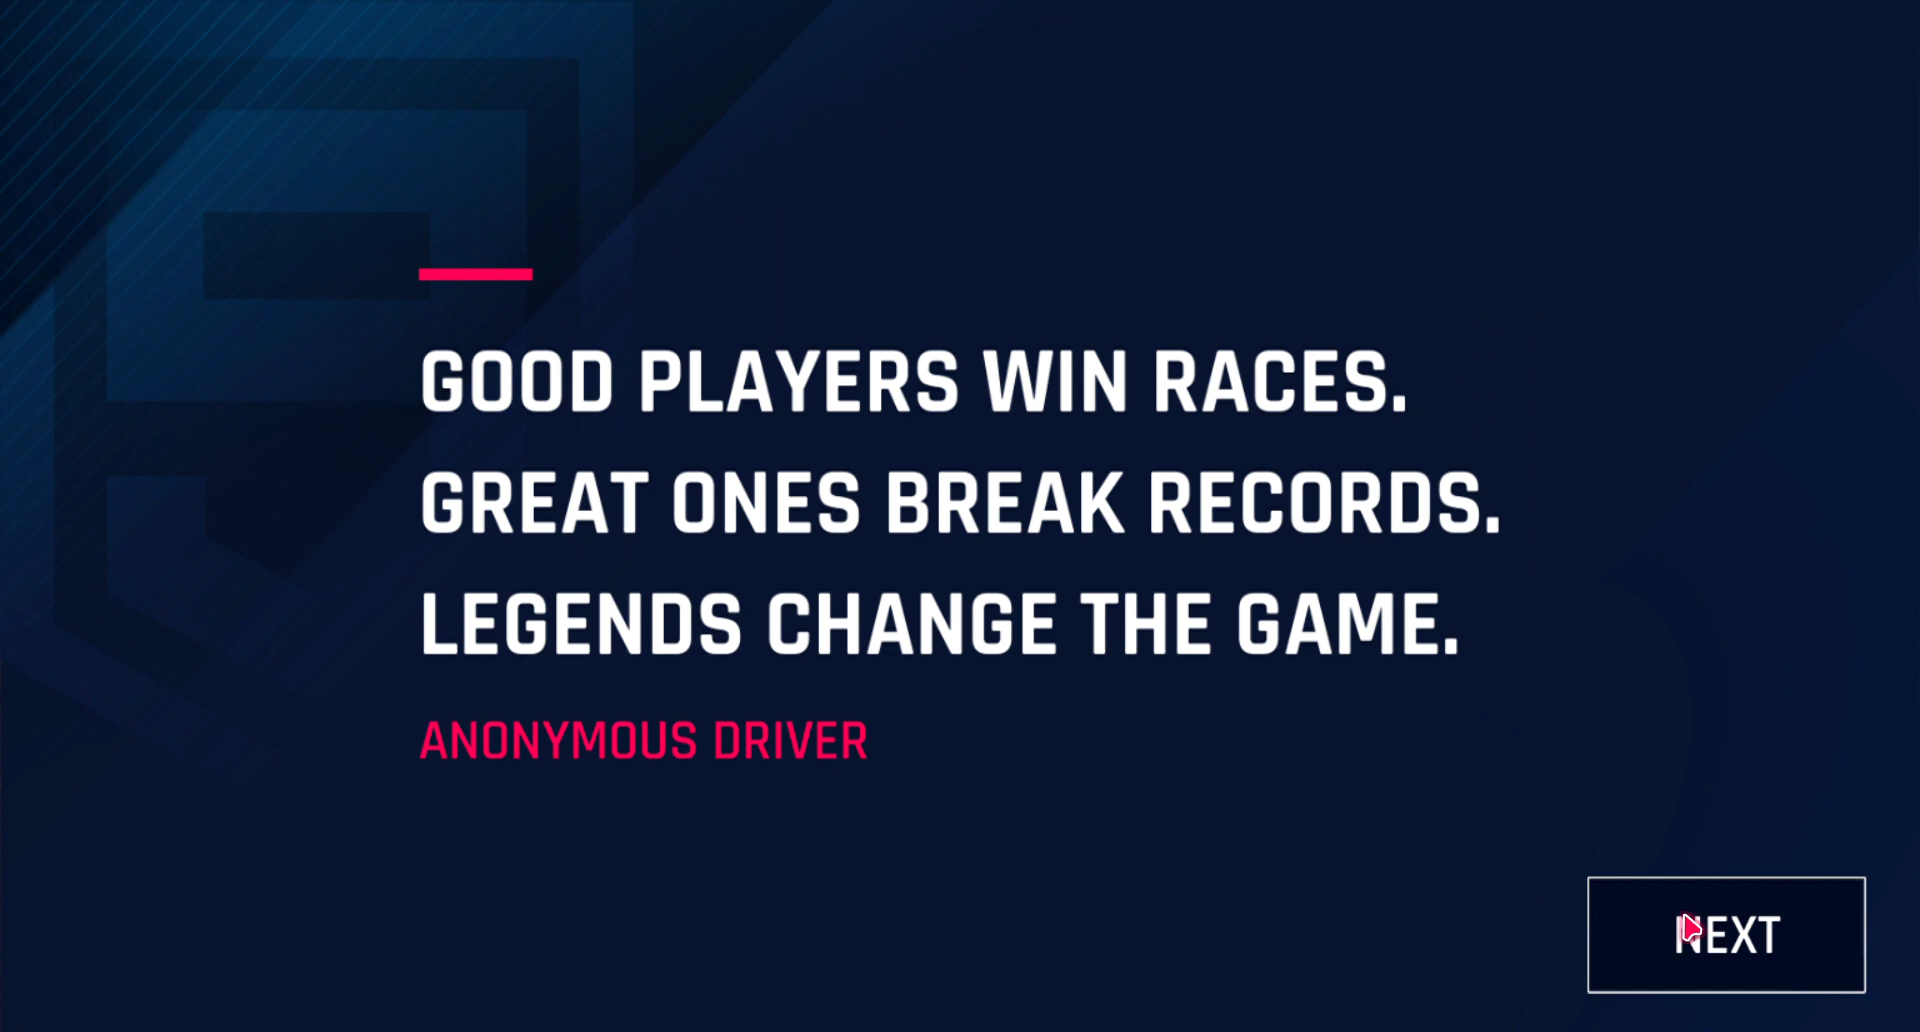 GOOD PLAYERS WIN RACES.
GREAT ONES BREAK RECORDS.
LEGENDS CHANGE THE GAME.
ANONYMOUS DRIVER
NEXT